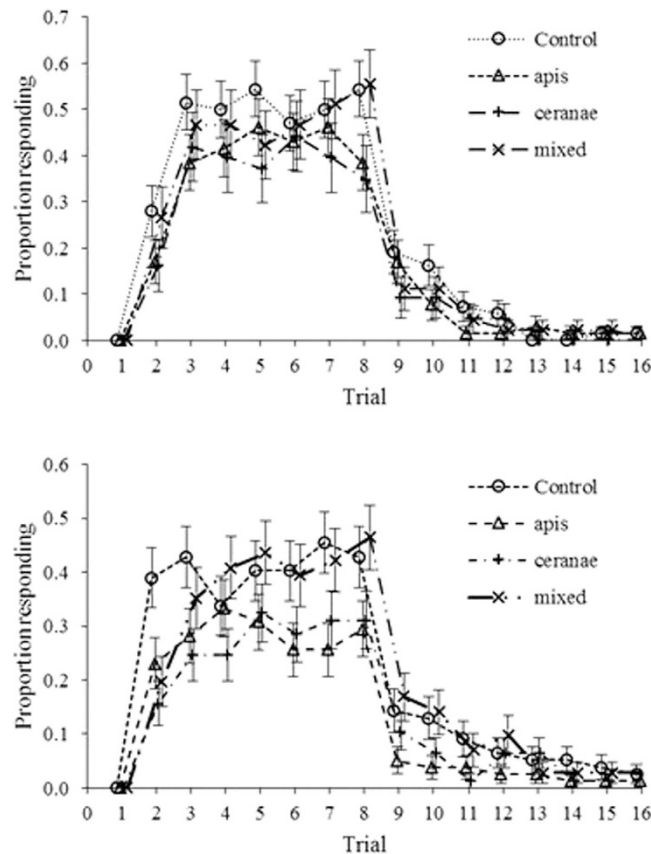 0.7
0.6
0.5
0.4
0.3
0.2
0.1
0.0
Proportion responding
Control
apis
ceranae
mixed
0 1 2 3 4 5 6 7 8 9 10 11 12 13 14 15 16
Trial
0.6
0.5
0.4
0.3
0.2
0.1
0.0
Proportion responding
Control
apis
ceranae
mixed
0 1 2 3 4 5 6 7 8 9 10 11 12 13 14 15 16
Trial